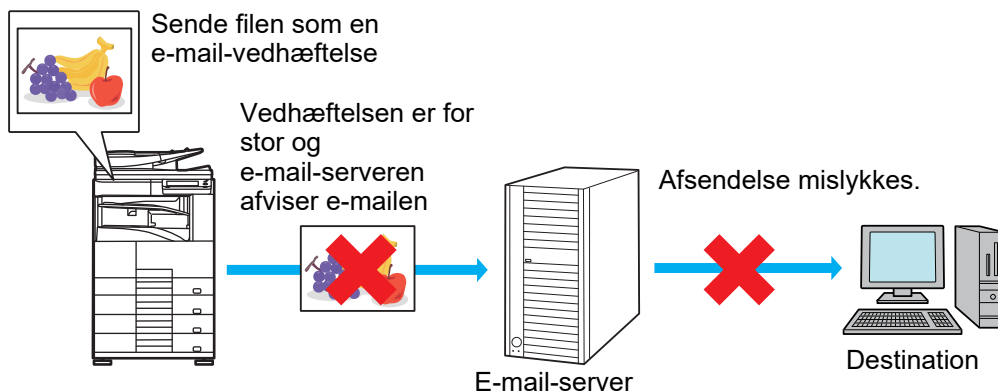 Sende filen som en
e-mail-vedhæftelse
Vedhæftelsen er for
stor og
e-mail-serveren
afviser e-mailen
Afsendelse mislykkes.
Destination
E-mail-server